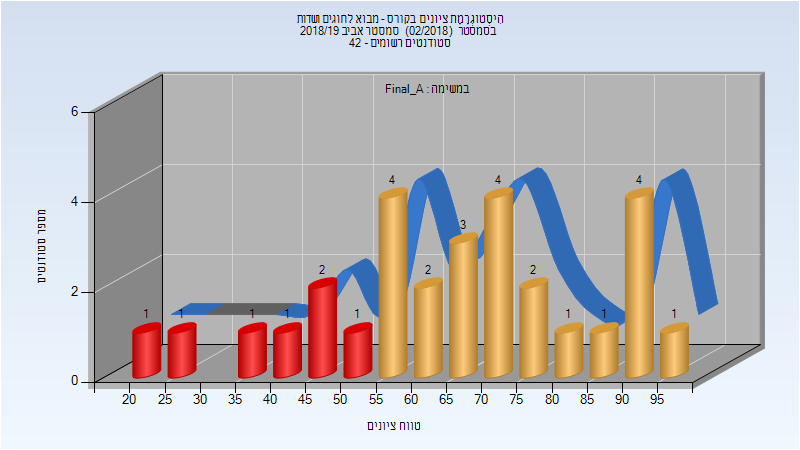 היסטוגרמת ציונים בקורס - מבוא לחוגים ושדות
בסמסטר (02/2018) סמסטר אביב 2018/19
סטודנטים רשומים - 42
במשימה : Final_A
6
4
2
0
מספר סטודנטים
1
1
1
1
2
1
4
2
3
4
2
1
1
4
1
20 25 30 35 40 45 50 55 60 65 70 75 80 85 90 95
טווח ציונים